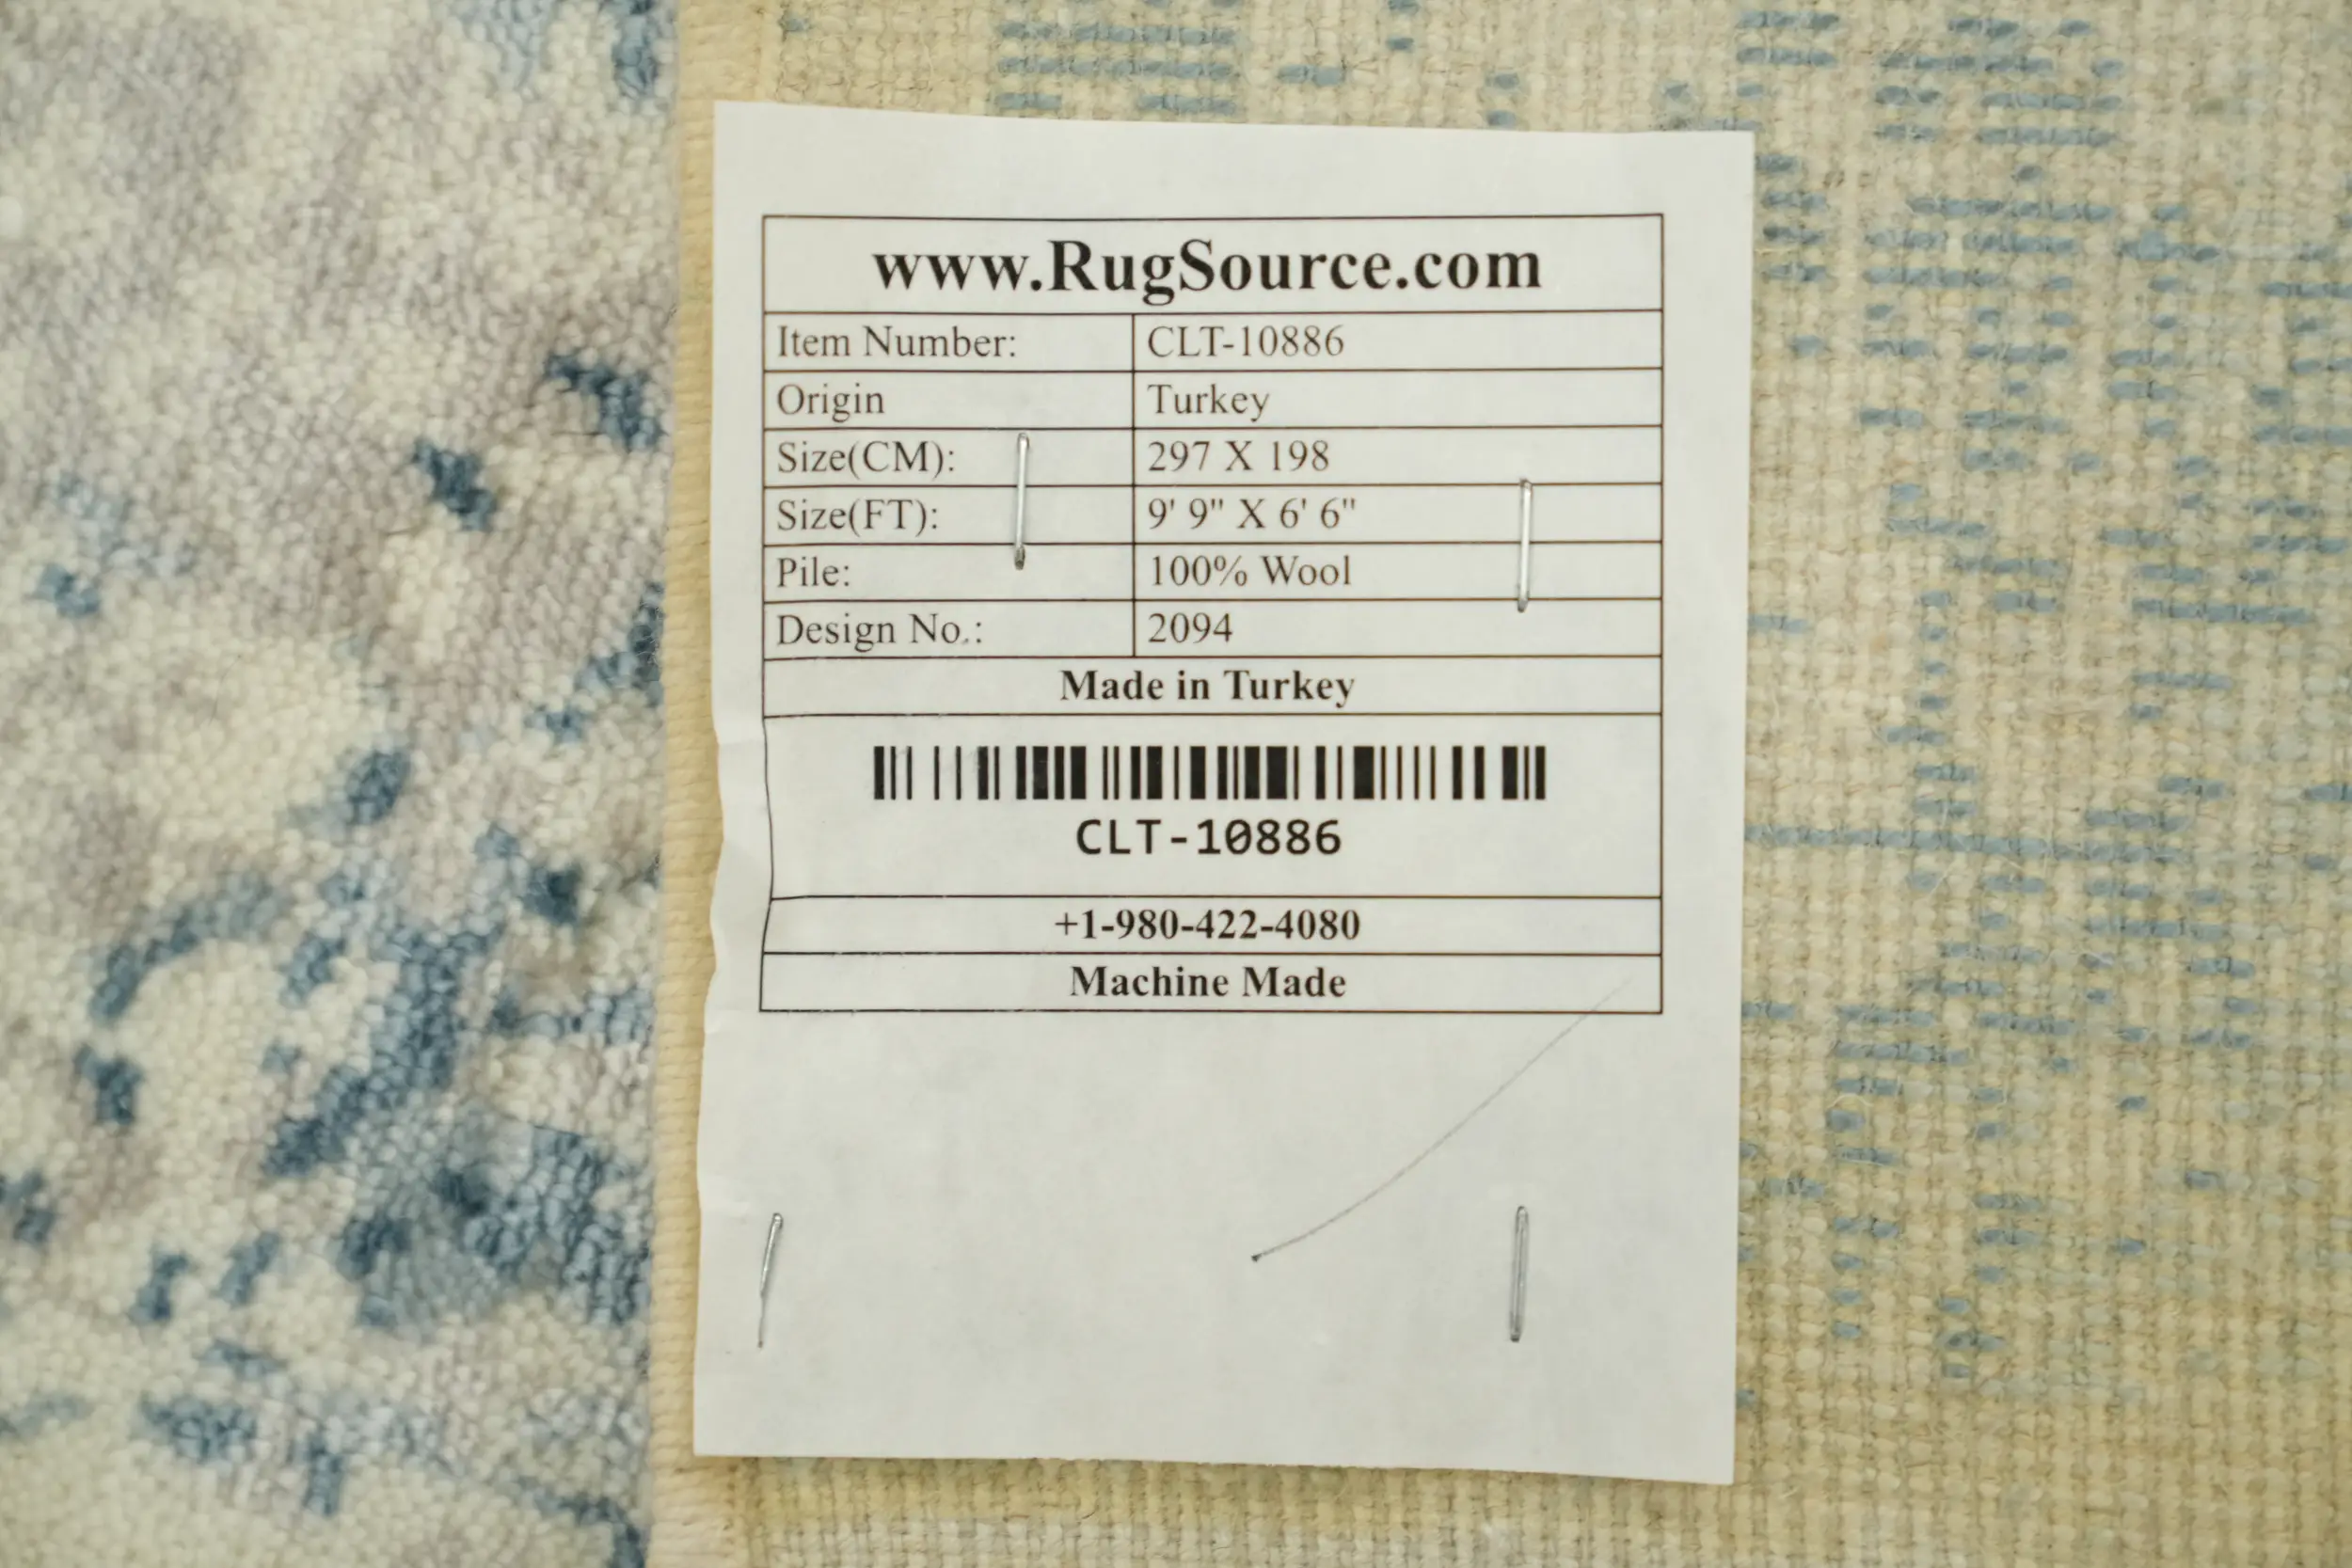 www.RugSource.com
Item Number: CLT-10886
Origin Turkey
Size(CM): 297 X 198
Size(FT): 9' 9" X 6' 6"
Pile: 100% Wool
Design No.: 2094
Made in Turkey
CLT-10886
+1-980-422-4080
Machine Made